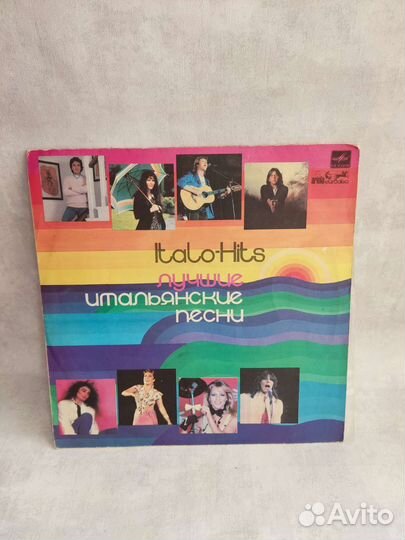 Italo-Hits
лучшие
итальянские
песни
Avito